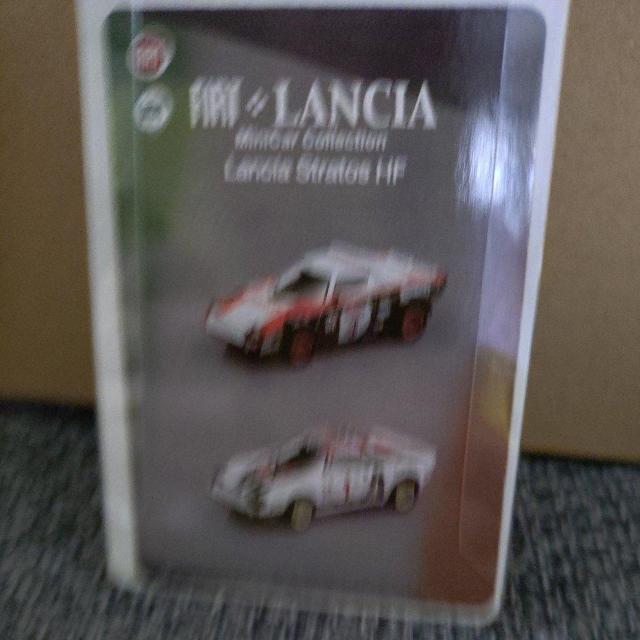 FIAT & LANCIA
MiniCar Collection
Lancia Stratos HF